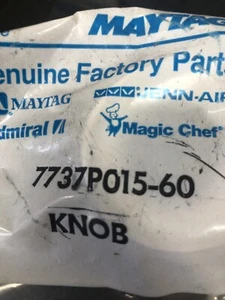 MAYTAG
Genuine Factory Parts
MAYTAG JENN-AIR
Admiral Magic Chef
7737P015-60
KNOB